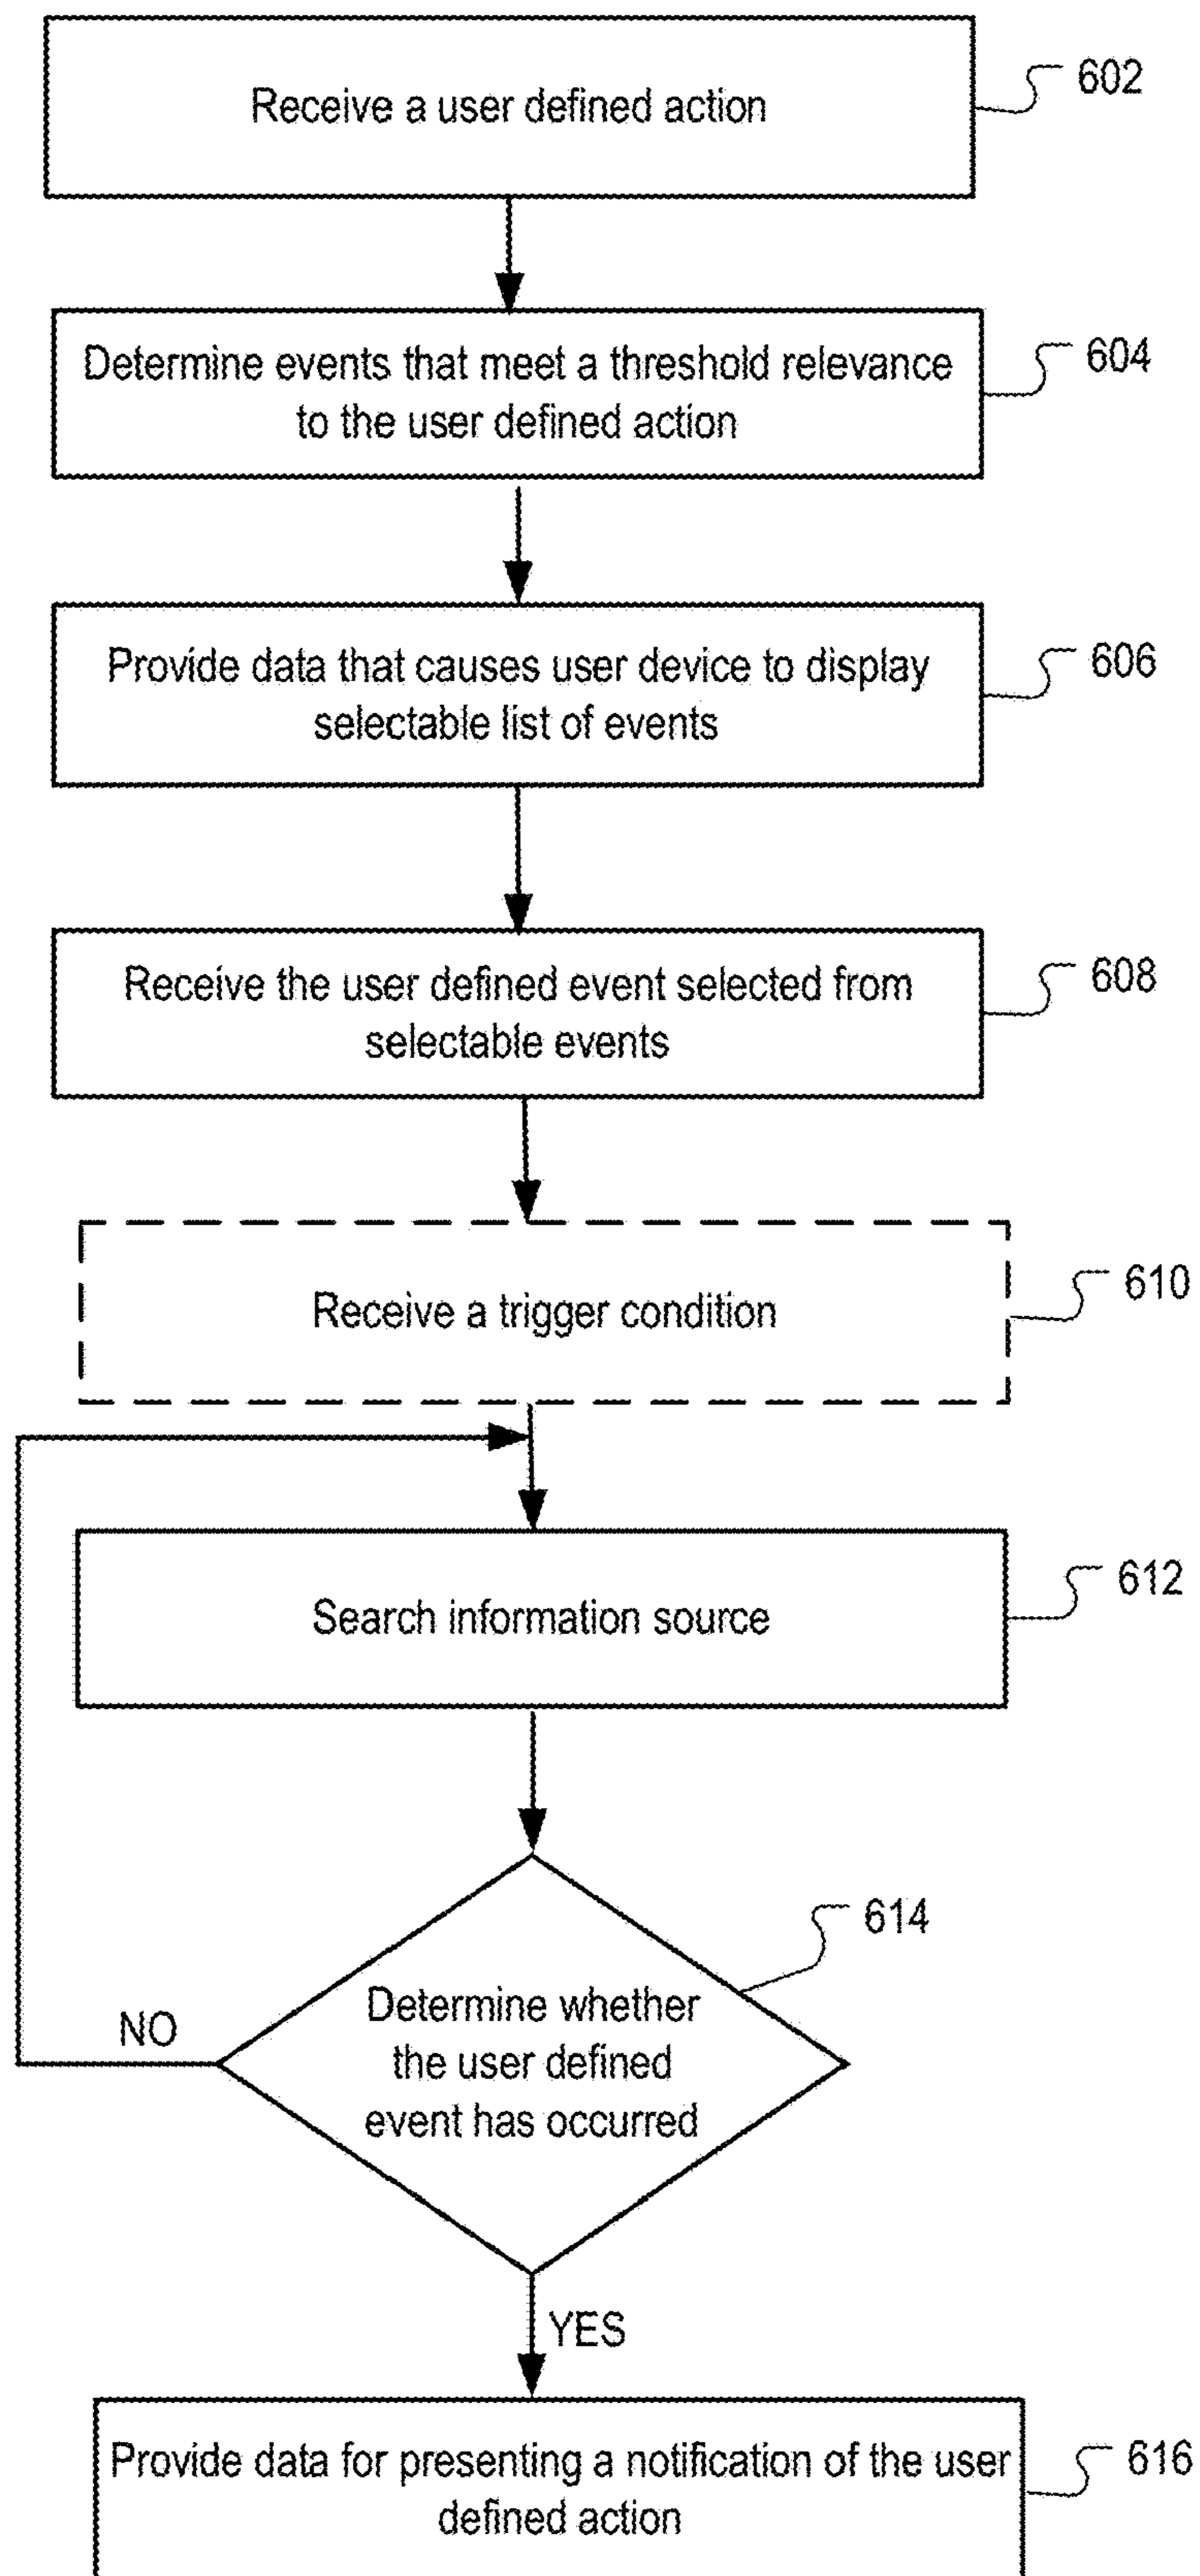 Receive a user defined action
602
Determine events that meet a threshold relevance
to the user defined action
604
Provide data that causes user device to display
selectable list of events
606
Receive the user defined event selected from
selectable events
608
Receive a trigger condition
610
Search information source
612
614
Determine whether
the user defined
event has occurred
NO
YES
Provide data for presenting a notification of the user
defined action
616